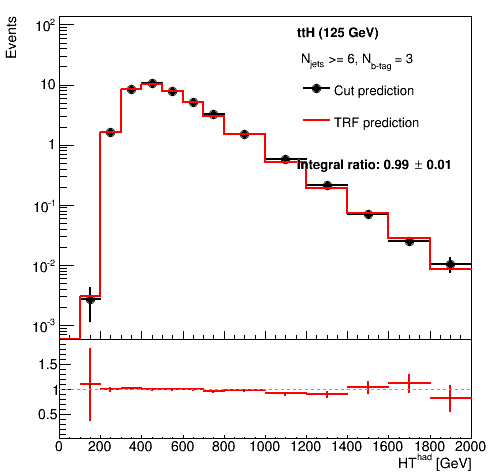 Events
ttH (125 GeV)
N_jets >= 6, N_b-tag = 3
Cut prediction
TRF prediction
Integral ratio: 0.99 ± 0.01
10²
10
1
10⁻¹
10⁻²
10⁻³
1.5
1
0.5
0 200 400 600 800 1000 1200 1400 1600 1800 2000
HT^had [GeV]